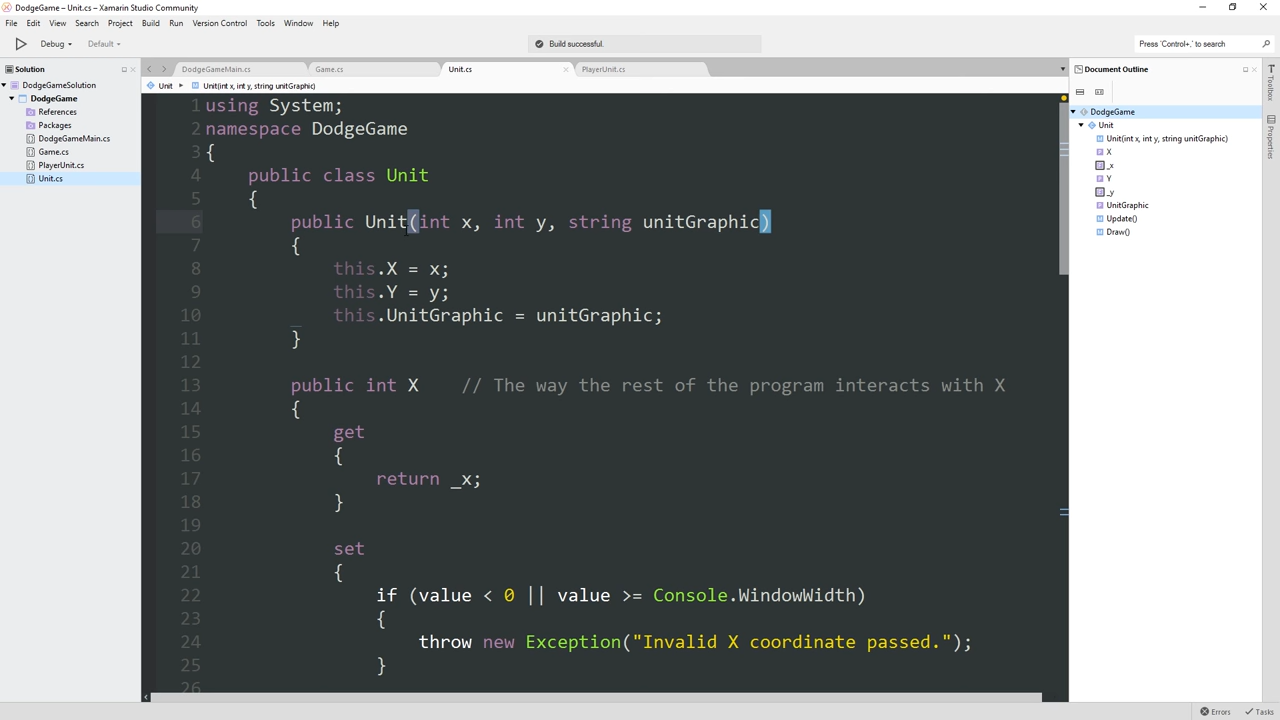 DodgeGame – Unit.cs – Xamarin Studio Community
File Edit View Search Project Build Run Version Control Tools Window Help
Debug Default
Build successful.
Press 'Control+,' to search
Solution
DodgeGameSolution
DodgeGame
References
Packages
DodgeGameMain.cs
Game.cs
PlayerUnit.cs
Unit.cs
DodgeGameMain.cs Game.cs Unit.cs PlayerUnit.cs
Unit Unit(int x, int y, string unitGraphic)
1 using System;
2 namespace DodgeGame
3 {
4 public class Unit
5 {
6 public Unit(int x, int y, string unitGraphic)
7 {
8 this.X = x;
9 this.Y = y;
10 this.UnitGraphic = unitGraphic;
11 }
12
13 public int X // The way the rest of the program interacts with X
14 {
15 get
16 {
17 return _x;
18 }
19
20 set
21 {
22 if (value < 0 || value >= Console.WindowWidth)
23 {
24 throw new Exception("Invalid X coordinate passed.");
25 }
26
Document Outline
DodgeGame
Unit
Unit(int x, int y, string unitGraphic)
X
_x
Y
_y
UnitGraphic
Update()
Draw()
Toolbox
Properties
Errors Tasks